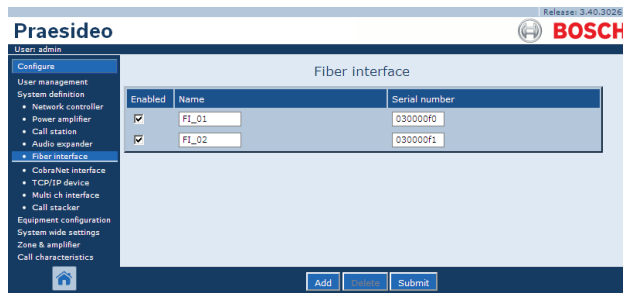 Release: 3.40.3026
Praesideo
BOSCH
User: admin
Configure
User management
System definition
• Network controller
• Power amplifier
• Call station
• Audio expander
• Fiber interface
• CobraNet interface
• TCP/IP device
• Multi ch interface
• Call stacker
Equipment configuration
System wide settings
Zone & amplifier
Call characteristics
Fiber interface
Enabled Name Serial number
FI_01 030000f0
FI_02 030000f1
Add Delete Submit